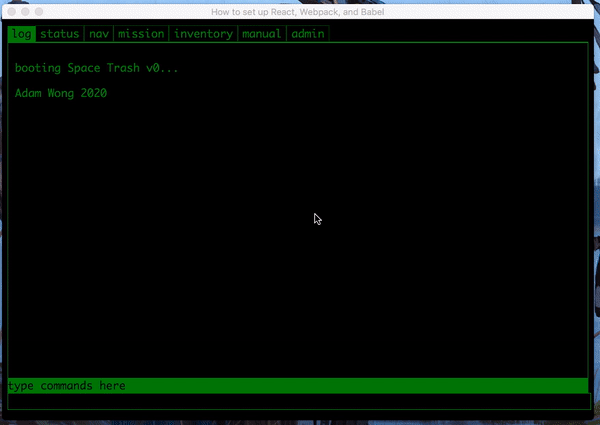 How to set up React, Webpack, and Babel
log status nav mission inventory manual admin
booting Space Trash v0...
Adam Wong 2020
type commands here